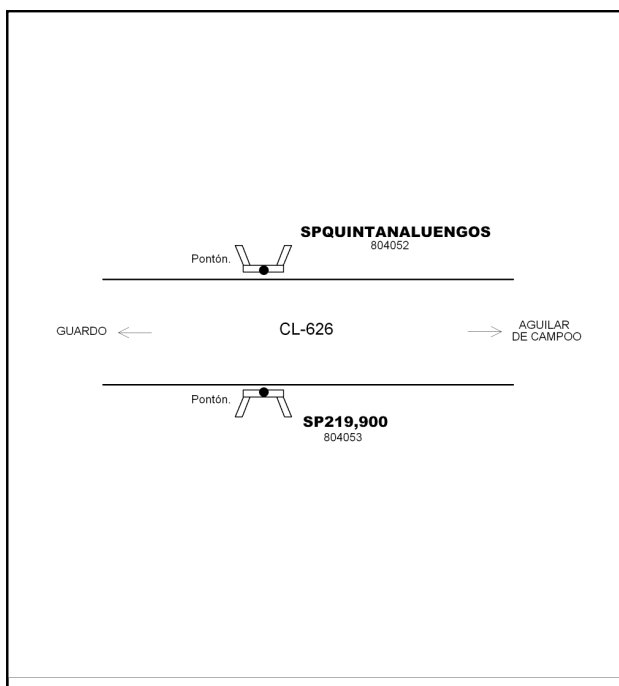 SPQUINTANALUENGOS
804052
Pontón.
GUARDO
CL-626
AGUILAR
DE CAMPOO
Pontón.
SP219,900
804053